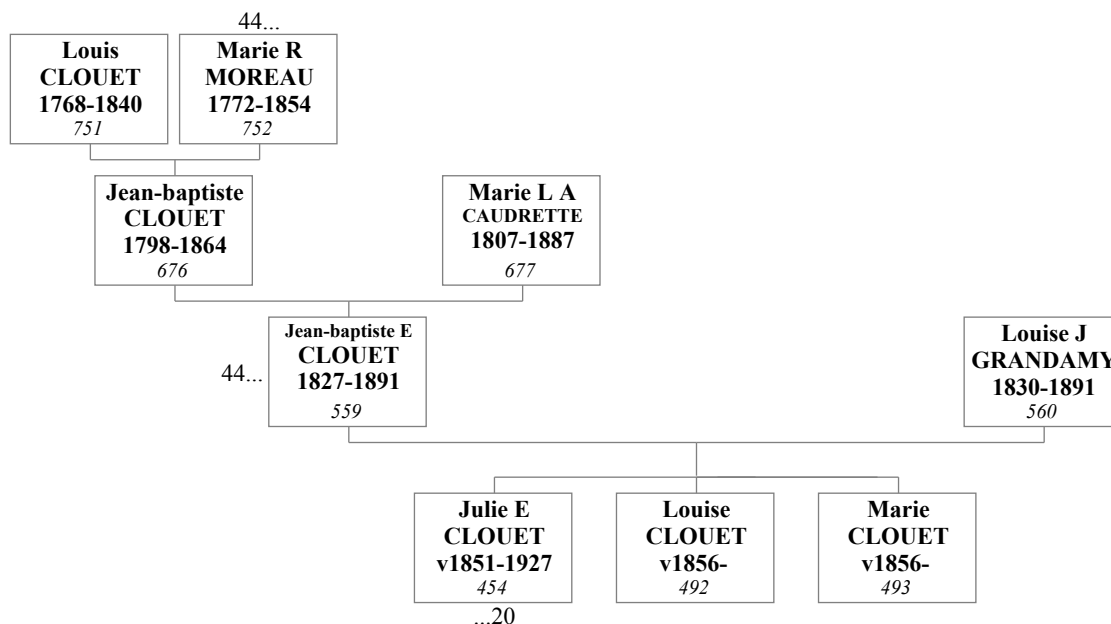 44...
Louis
CLOUET
1768-1840
751
Marie R
MOREAU
1772-1854
752
Jean-baptiste
CLOUET
1798-1864
676
Marie L A
CAUDRETTE
1807-1887
677
44...
Jean-baptiste E
CLOUET
1827-1891
559
Louise J
GRANDAMY
1830-1891
560
Julie E
CLOUET
v1851-1927
454
...20
Louise
CLOUET
v1856-
492
Marie
CLOUET
v1856-
493